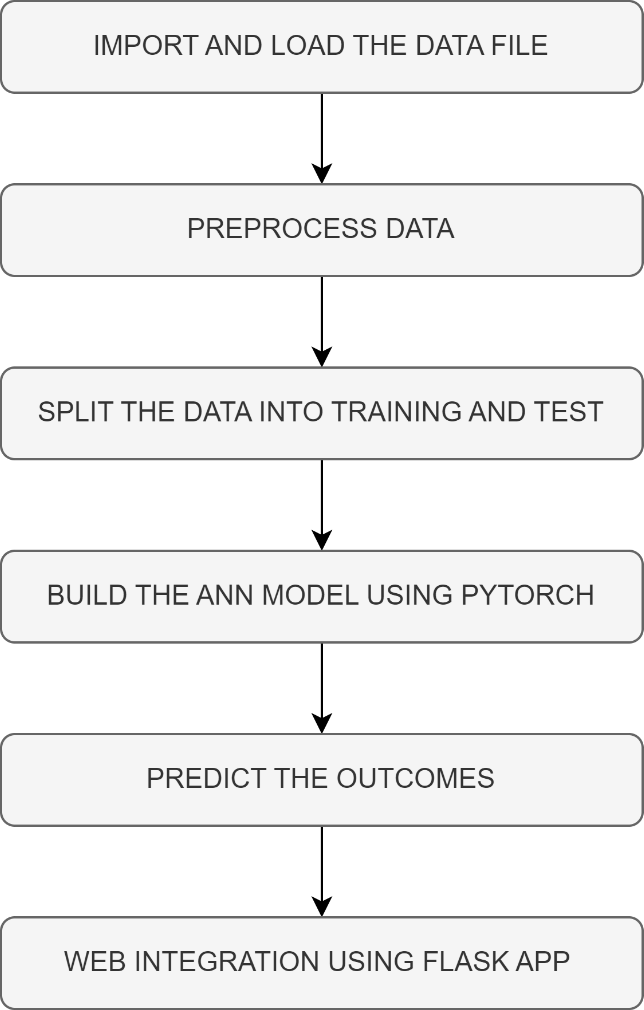 IMPORT AND LOAD THE DATA FILE
PREPROCESS DATA
SPLIT THE DATA INTO TRAINING AND TEST
BUILD THE ANN MODEL USING PYTORCH
PREDICT THE OUTCOMES
WEB INTEGRATION USING FLASK APP